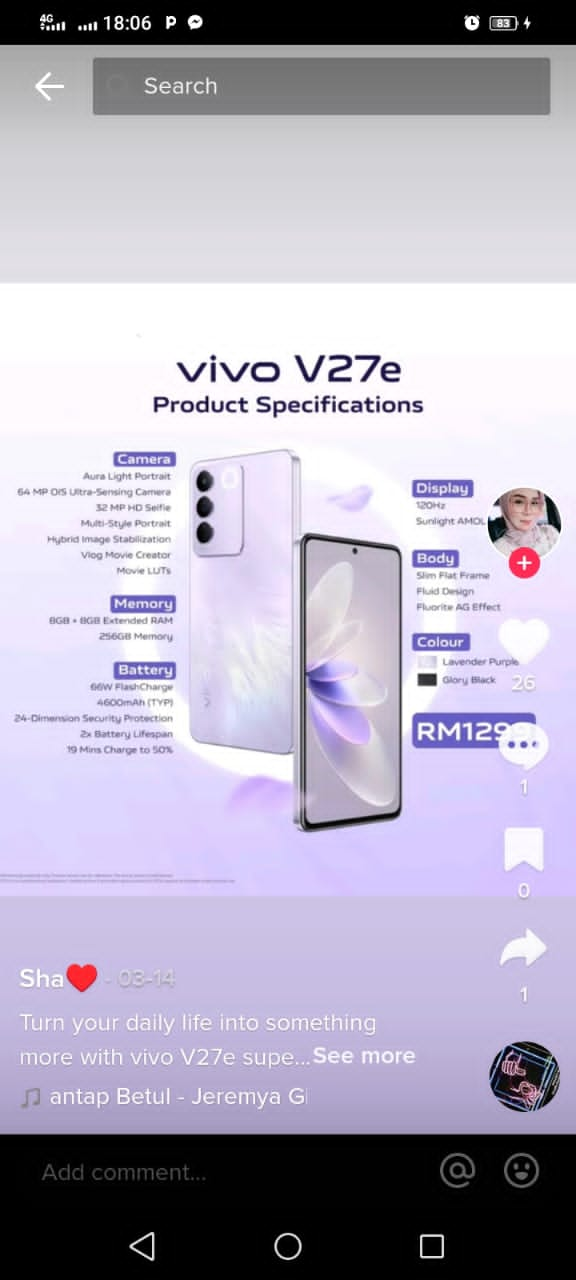 4G 18:06 P 83
Search
vivo V27e
Product Specifications
Camera
Aura Light Portrait
64 MP OIS Ultra-Sensing Camera
32 MP HD Selfie
Multi-Style Portrait
Hybrid Image Stabilization
Vlog Movie Creator
Movie LUTs
Memory
8GB + 8GB Extended RAM
256GB Memory
Battery
66W FlashCharge
4600mAh (TYP)
24-Dimension Security Protection
2x Battery Lifespan
19 Mins Charge to 50%
vivo
Display
120Hz
Sunlight AMOL
Body
Slim Flat Frame
Fluid Design
Fluorite AG Effect
Colour
Lavender Purple
Glory Black
RM1299
26
1
0
1
Sha❤️ · 03-14
Turn your daily life into something
more with vivo V27e supe...See more
antap Betul - Jeremya G
Add comment...